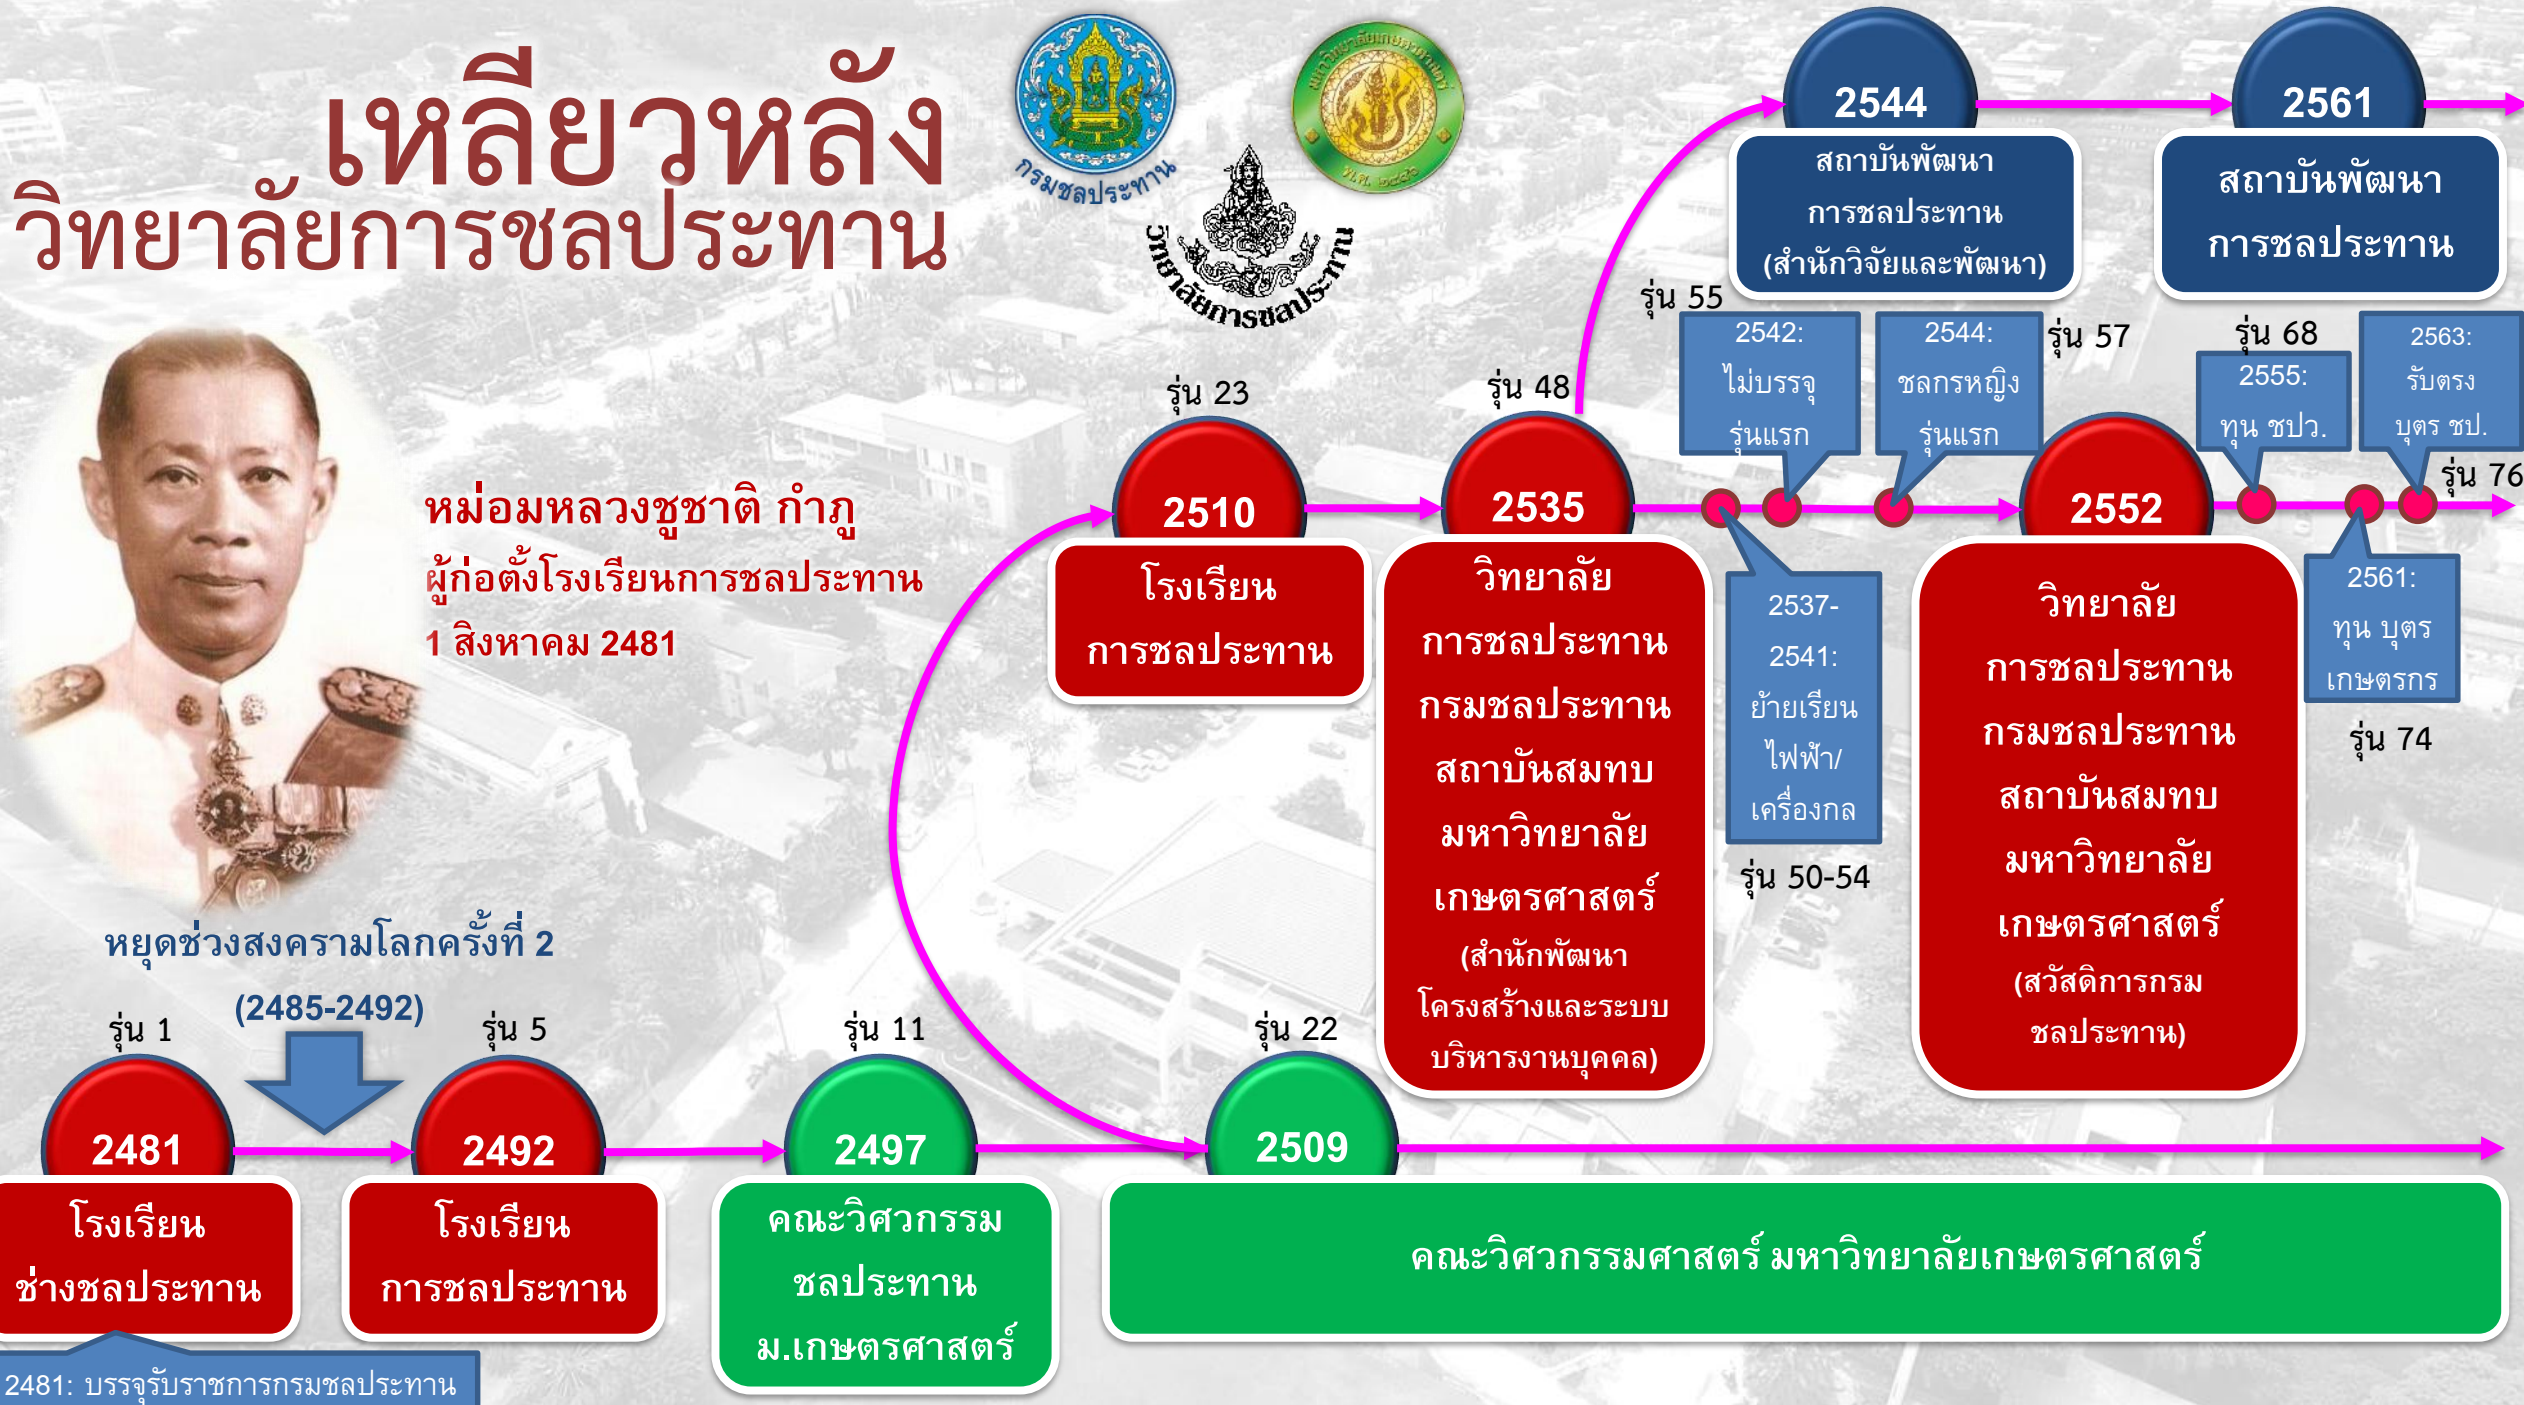 เหลียวหลัง
วิทยาลัยการชลประทาน
กรมชลประทาน
มหาวิทยาลัยเกษตรศาสตร์
พ.ศ. ๒๔๘๖
วิทยาลัยการชลประทาน
2544
สถาบันพัฒนา
การชลประทาน
(สำนักวิจัยและพัฒนา)
2561
สถาบันพัฒนา
การชลประทาน
หม่อมหลวงชูชาติ กำภู
ผู้ก่อตั้งโรงเรียนการชลประทาน
1 สิงหาคม 2481
รุ่น 23
2510
โรงเรียน
การชลประทาน
รุ่น 48
2535
วิทยาลัย
การชลประทาน
กรมชลประทาน
สถาบันสมทบ
มหาวิทยาลัย
เกษตรศาสตร์
(สำนักพัฒนา
โครงสร้างและระบบ
บริหารงานบุคคล)
รุ่น 55
2542:
ไม่บรรจุ
รุ่นแรก
2544:
ชลกรหญิง
รุ่นแรก
รุ่น 57
2537-
2541:
ย้ายเรียน
ไฟฟ้า/
เครื่องกล
รุ่น 50-54
2552
วิทยาลัย
การชลประทาน
กรมชลประทาน
สถาบันสมทบ
มหาวิทยาลัย
เกษตรศาสตร์
(สวัสดิการกรม
ชลประทาน)
รุ่น 68
2555:
ทุน ชปว.
2563:
รับตรง
บุตร ชป.
รุ่น 76
2561:
ทุน บุตร
เกษตรกร
รุ่น 74
หยุดช่วงสงครามโลกครั้งที่ 2
(2485-2492)
รุ่น 1
2481
โรงเรียน
ช่างชลประทาน
2481: บรรจุรับราชการกรมชลประทาน
รุ่น 5
2492
โรงเรียน
การชลประทาน
รุ่น 11
2497
คณะวิศวกรรม
ชลประทาน
ม.เกษตรศาสตร์
รุ่น 22
2509
คณะวิศวกรรมศาสตร์ มหาวิทยาลัยเกษตรศาสตร์